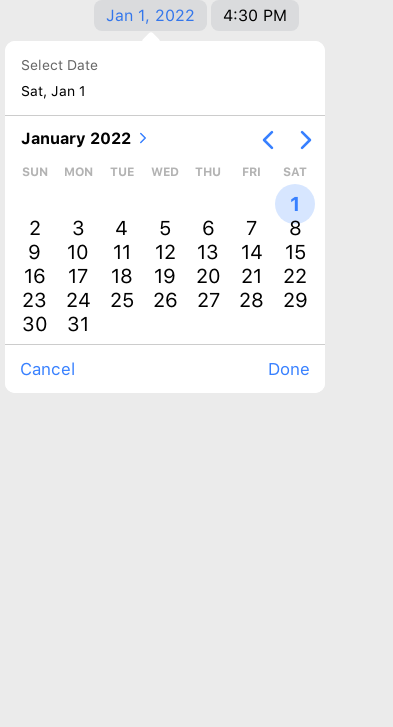 Jan 1, 2022 4:30 PM
Select Date
Sat, Jan 1
January 2022
SUN MON TUE WED THU FRI SAT
1
2 3 4 5 6 7 8
9 10 11 12 13 14 15
16 17 18 19 20 21 22
23 24 25 26 27 28 29
30 31
Cancel Done